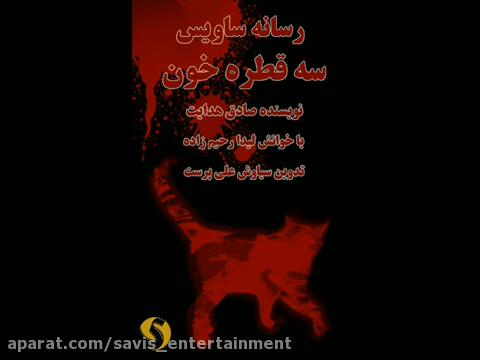 رسانه ساویس
سه قطره خون
نویسنده صادق هدایت
با خوانش لیدا رحیم زاده
تدوین سیاوش علی پرست
aparat.com/savis_entertainment